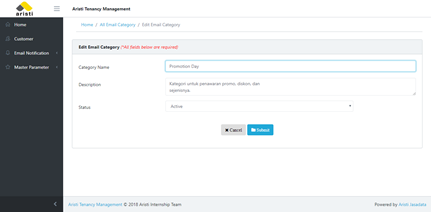 aristi
Aristi Tenancy Management
Home
Customer
Email Notification
Master Parameter
Home / All Email Category / Edit Email Category
Edit Email Category (*All fields below are required)
Category Name
Promotion Day
Description
Kategori untuk penawaran promo, diskon, dan
sejenisnya.
Status
Active
Cancel
Submit
Aristi Tenancy Management © 2018 Aristi Internship Team
Powered by Aristi Jasadata